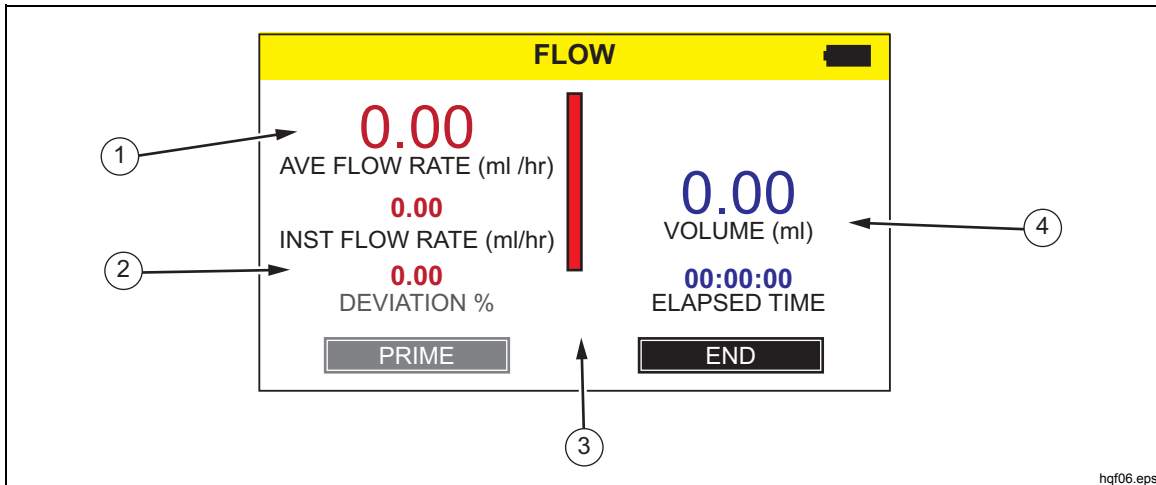 FLOW
0.00
AVE FLOW RATE (ml /hr)
0.00
INST FLOW RATE (ml/hr)
0.00
DEVIATION %
PRIME
0.00
VOLUME (ml)
00:00:00
ELAPSED TIME
END
1
2
3
4
hqf06.eps